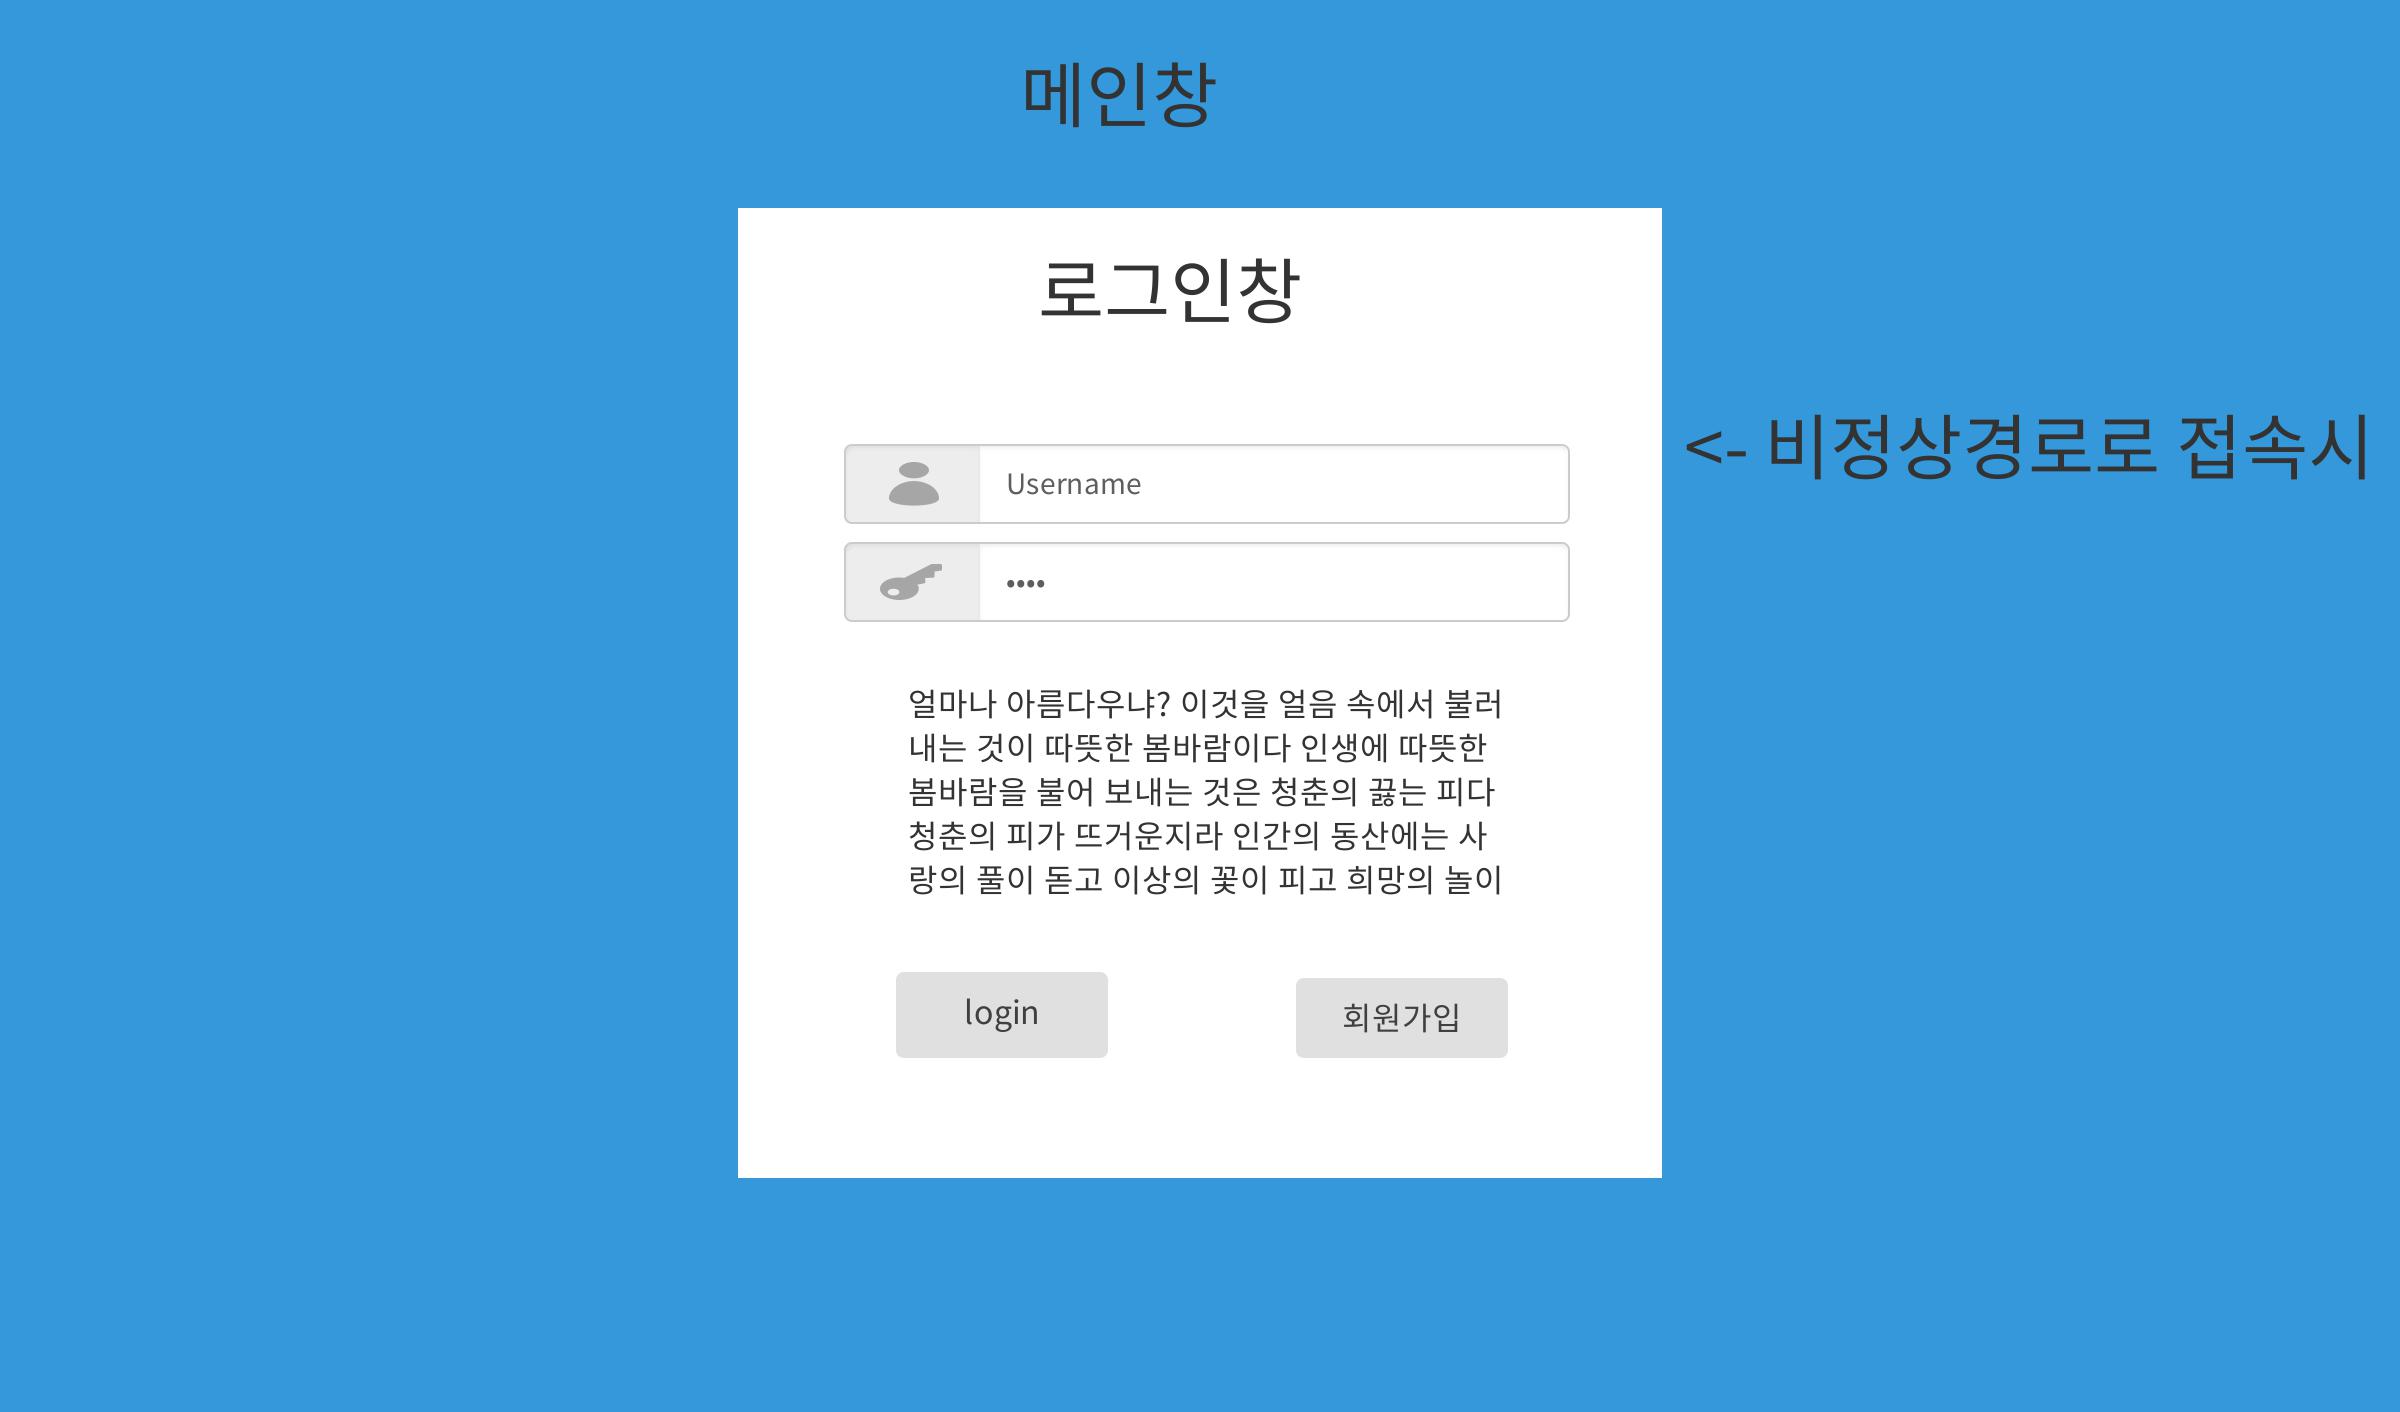 메인창
로그인창
<- 비정상경로로 접속시
Username
••••
얼마나 아름다우냐? 이것을 얼음 속에서 불러
내는 것이 따뜻한 봄바람이다 인생에 따뜻한
봄바람을 불어 보내는 것은 청춘의 끓는 피다
청춘의 피가 뜨거운지라 인간의 동산에는 사
랑의 풀이 돋고 이상의 꽃이 피고 희망의 놀이
login
회원가입